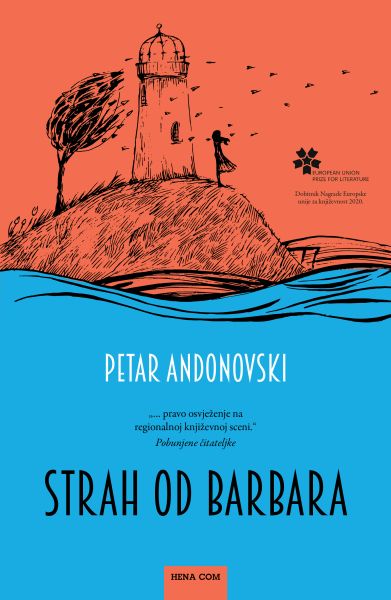 EUROPEAN UNION
PRIZE FOR LITERATURE
Dobitnik Nagrade Europske
unije za književnost 2020.
PETAR ANDONOVSKI
„... pravo osvježenje na
regionalnoj književnoj sceni.“
Pobunjene čitateljke
STRAH OD BARBARA
HENA COM